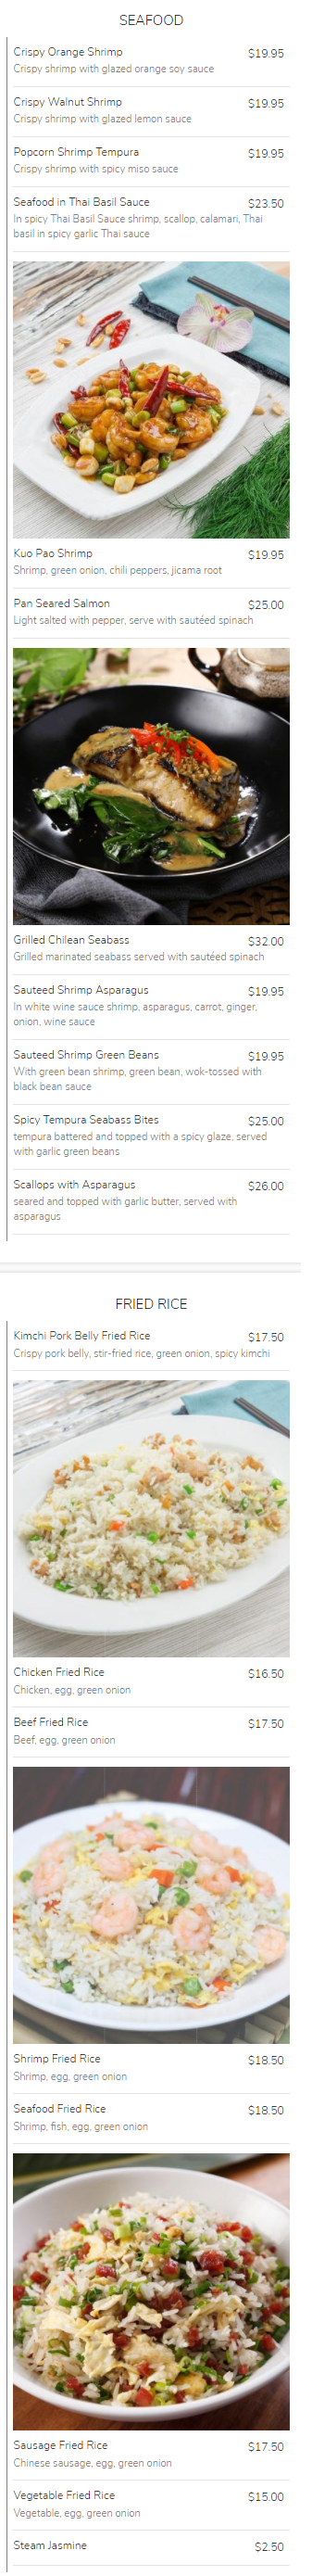 SEAFOOD
Crispy Orange Shrimp $19.95
Crispy shrimp with glazed orange soy sauce
Crispy Walnut Shrimp $19.95
Crispy shrimp with glazed lemon sauce
Popcorn Shrimp Tempura $19.95
Crispy shrimp with spicy miso sauce
Seafood in Thai Basil Sauce $23.50
In spicy Thai Basil Sauce shrimp, scallop, calamari, Thai
basil in spicy garlic Thai sauce
Kuo Pao Shrimp $19.95
Shrimp, green onion, chili peppers, jicama root
Pan Seared Salmon $25.00
Light salted with pepper, serve with sautéed spinach
Grilled Chilean Seabass $32.00
Grilled marinated seabass served with sautéed spinach
Sauteed Shrimp Asparagus $19.95
In white wine sauce shrimp, asparagus, carrot, ginger,
onion, wine sauce
Sauteed Shrimp Green Beans $19.95
With green bean shrimp, green bean, wok-tossed with
black bean sauce
Spicy Tempura Seabass Bites $25.00
tempura battered and topped with a spicy glaze, served
with garlic green beans
Scallops with Asparagus $26.00
seared and topped with garlic butter, served with
asparagus
FRIED RICE
Kimchi Pork Belly Fried Rice $17.50
Crispy pork belly, stir-fried rice, green onion, spicy kimchi
Chicken Fried Rice $16.50
Chicken, egg, green onion
Beef Fried Rice $17.50
Beef, egg, green onion
Shrimp Fried Rice $18.50
Shrimp, egg, green onion
Seafood Fried Rice $18.50
Shrimp, fish, egg, green onion
Sausage Fried Rice $17.50
Chinese sausage, egg, green onion
Vegetable Fried Rice $15.00
Vegetable, egg, green onion
Steam Jasmine $2.50